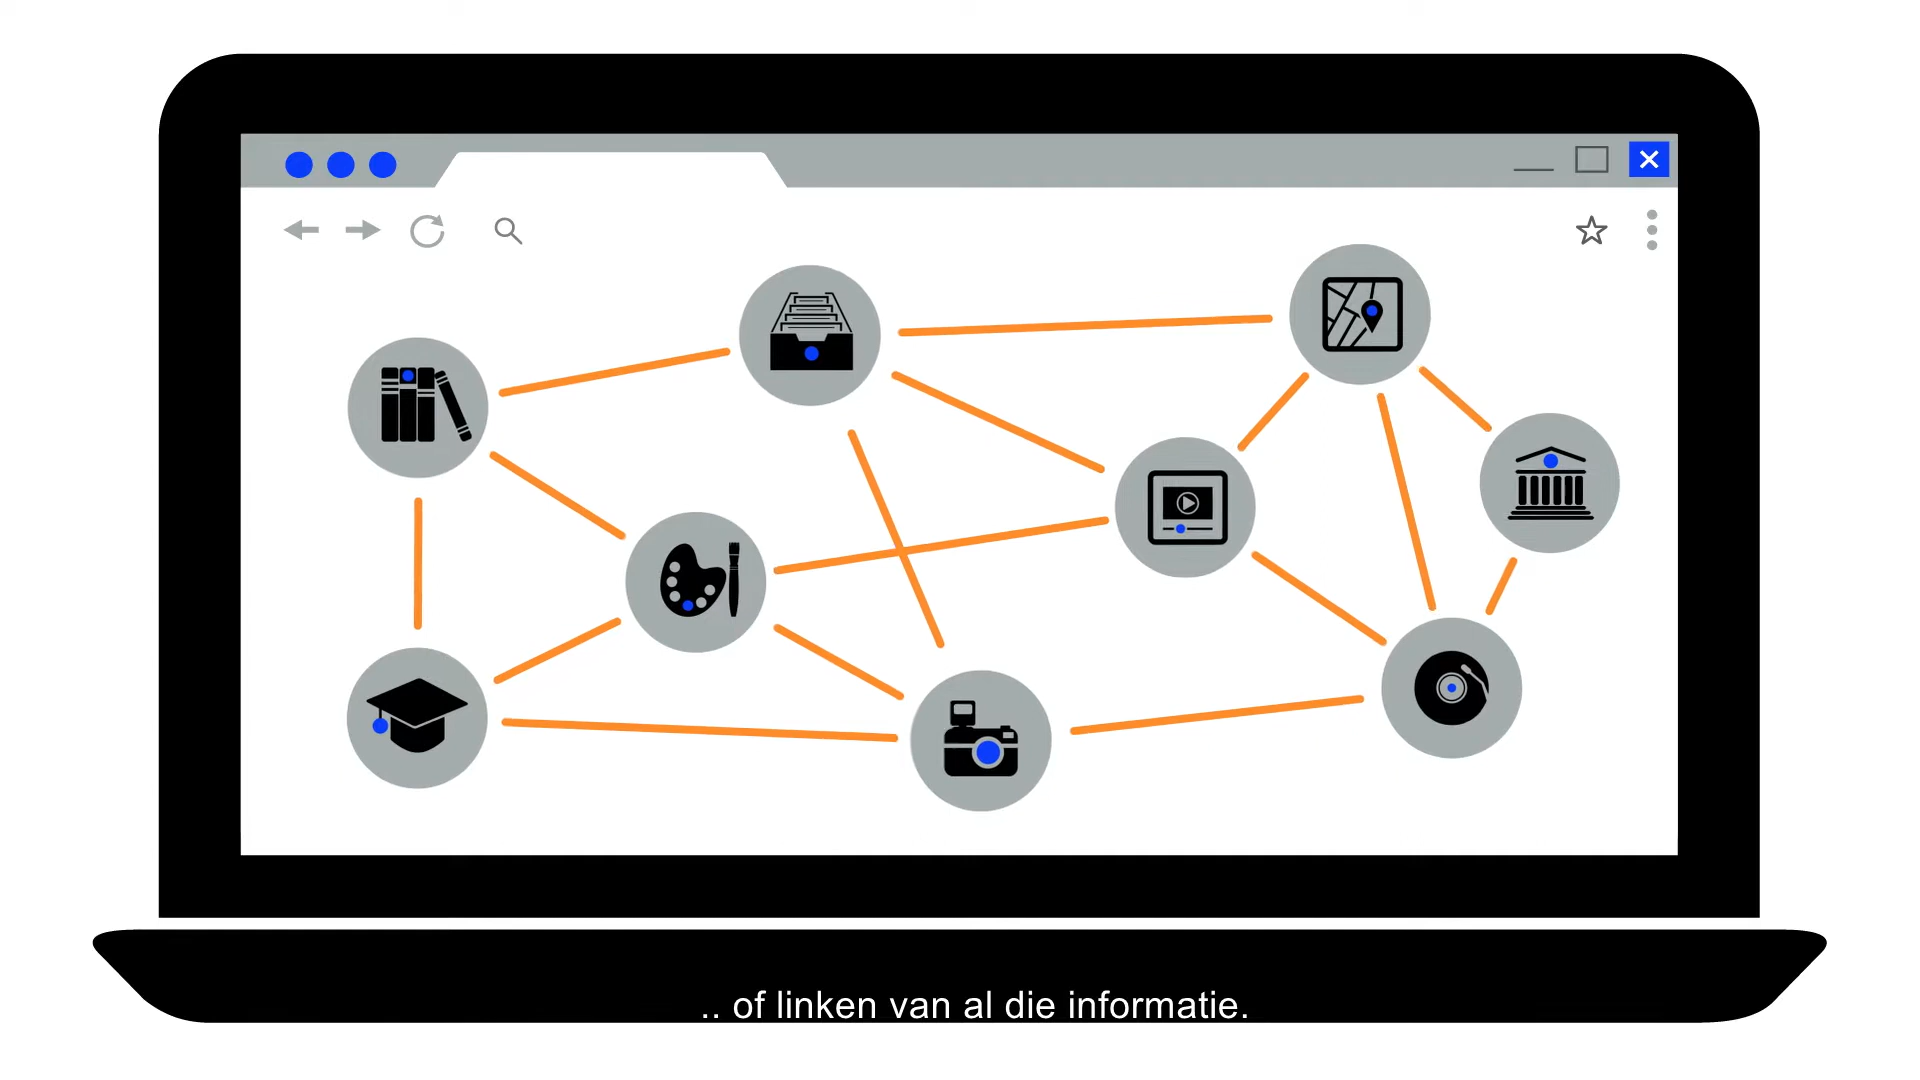 .. of linken van al die informatie.